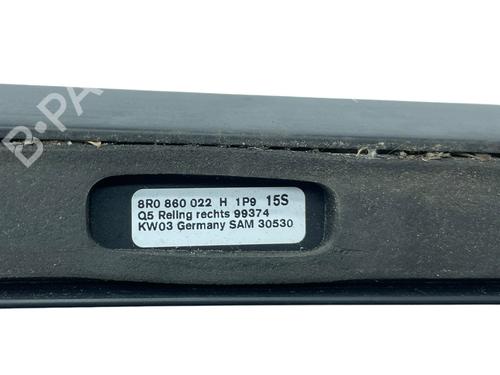 8R0 860 022 H 1P9 15S
Q5 Reling rechts 99374
KW03 Germany SAM 30530
B-PA